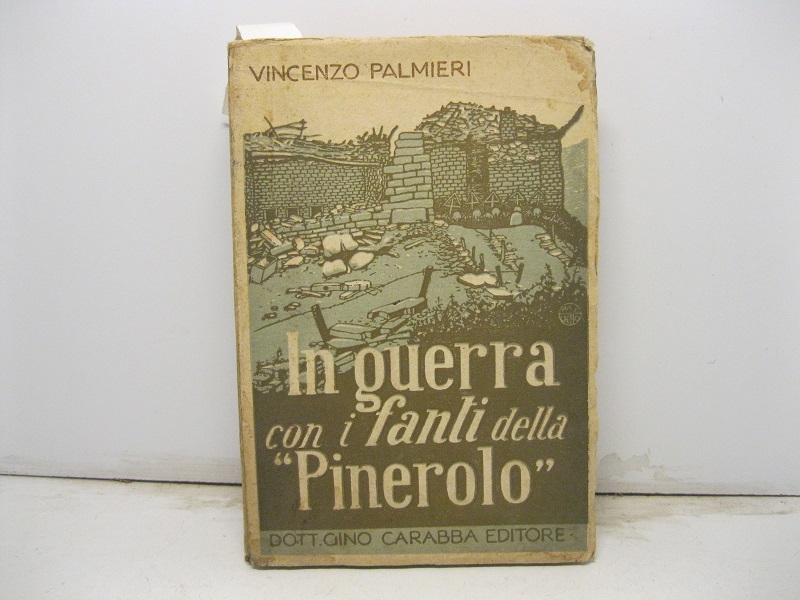 VINCENZO PALMIERI
In guerra
con i fanti della
"Pinerolo"
DOTT. GINO CARABBA EDITORE